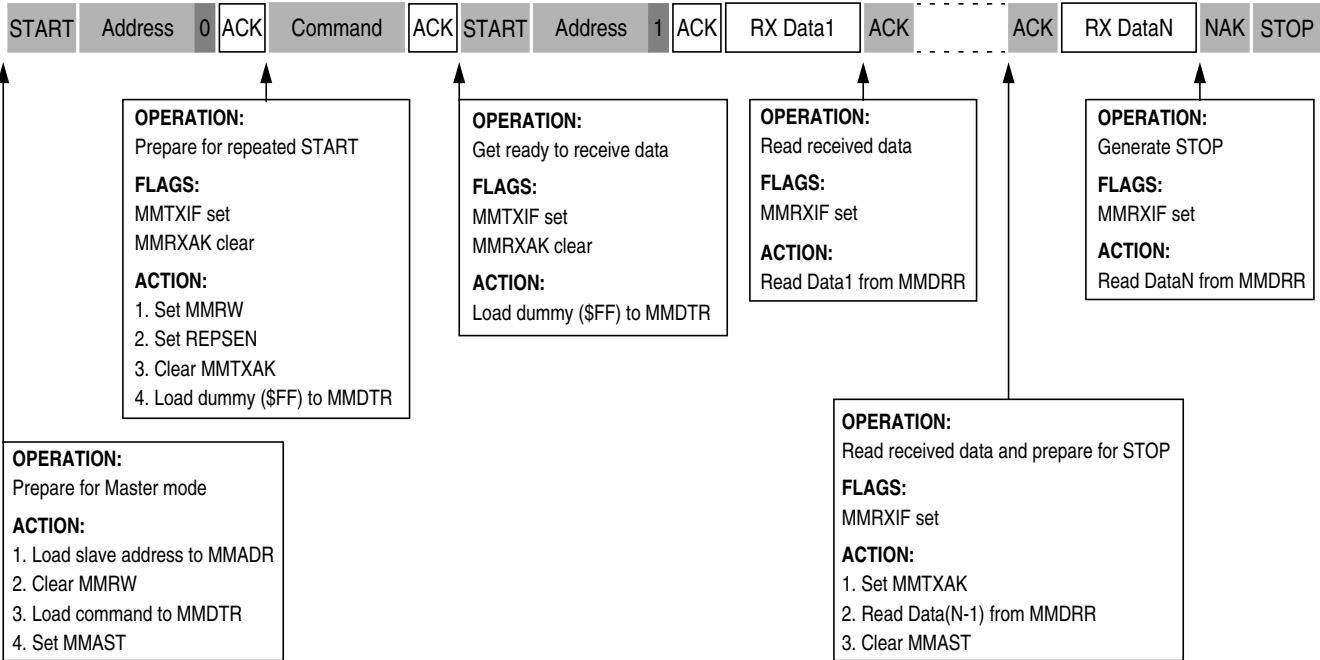 START Address 0 ACK Command ACK START Address 1 ACK RX Data1 ACK ACK RX DataN NAK STOP
OPERATION:
Prepare for repeated START
FLAGS:
MMTXIF set
MMRXAK clear
ACTION:
1. Set MMRW
2. Set REPSEN
3. Clear MMTXAK
4. Load dummy ($FF) to MMDTR
OPERATION:
Get ready to receive data
FLAGS:
MMTXIF set
MMRXAK clear
ACTION:
Load dummy ($FF) to MMDTR
OPERATION:
Read received data
FLAGS:
MMRXIF set
ACTION:
Read Data1 from MMDRR
OPERATION:
Generate STOP
FLAGS:
MMRXIF set
ACTION:
Read DataN from MMDRR
OPERATION:
Prepare for Master mode
ACTION:
1. Load slave address to MMADR
2. Clear MMRW
3. Load command to MMDTR
4. Set MMAST
OPERATION:
Read received data and prepare for STOP
FLAGS:
MMRXIF set
ACTION:
1. Set MMTXAK
2. Read Data(N-1) from MMDRR
3. Clear MMAST